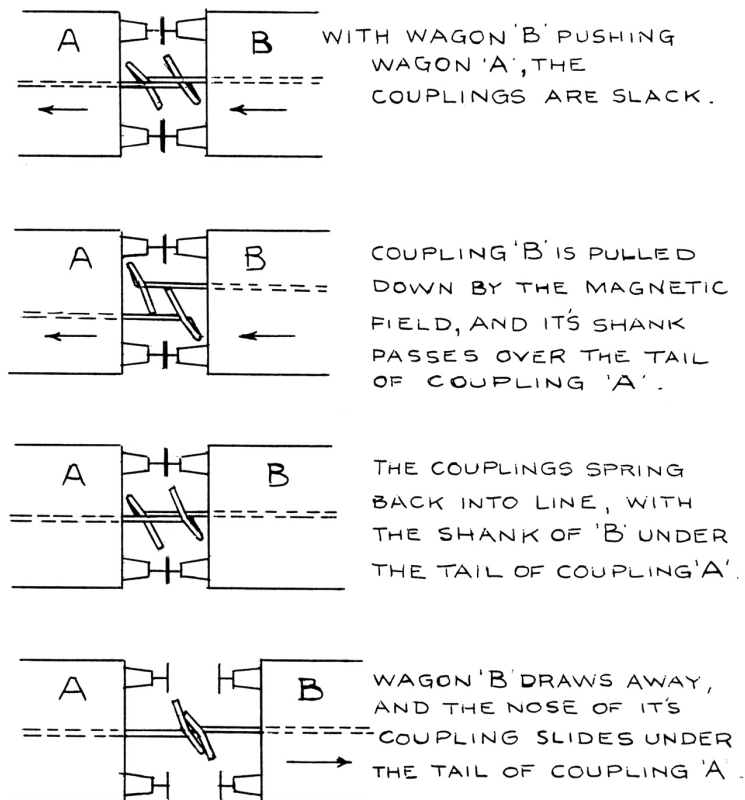 A B WITH WAGON 'B' PUSHING
WAGON 'A', THE
COUPLINGS ARE SLACK.
A B COUPLING 'B' IS PULLED
DOWN BY THE MAGNETIC
FIELD, AND IT'S SHANK
PASSES OVER THE TAIL
OF COUPLING 'A'.
A B THE COUPLINGS SPRING
BACK INTO LINE, WITH
THE SHANK OF 'B' UNDER
THE TAIL OF COUPLING 'A'.
A B WAGON 'B' DRAWS AWAY,
AND THE NOSE OF IT'S
COUPLING SLIDES UNDER
THE TAIL OF COUPLING 'A'.